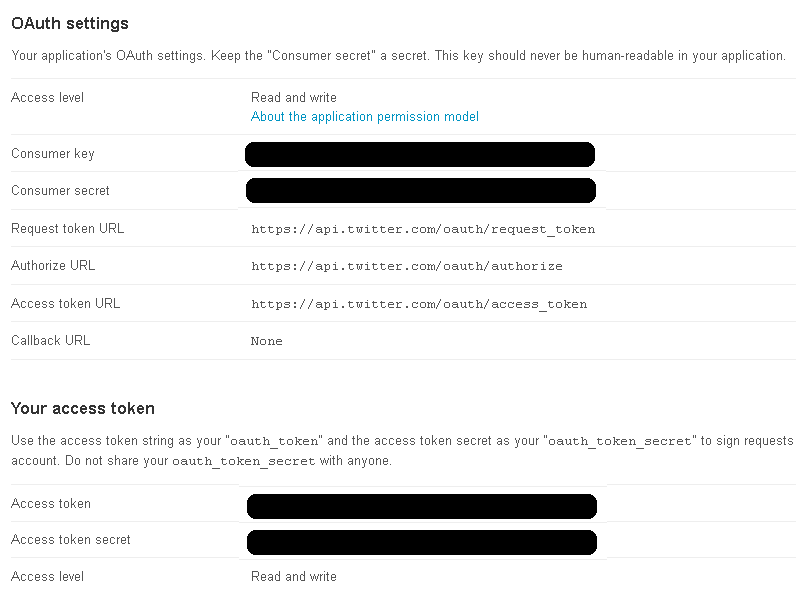 OAuth settings
Your application's OAuth settings. Keep the "Consumer secret" a secret. This key should never be human-readable in your application.
Access level Read and write
About the application permission model
Consumer key
Consumer secret
Request token URL https://api.twitter.com/oauth/request_token
Authorize URL https://api.twitter.com/oauth/authorize
Access token URL https://api.twitter.com/oauth/access_token
Callback URL None
Your access token
Use the access token string as your "oauth_token" and the access token secret as your "oauth_token_secret" to sign requests
account. Do not share your oauth_token_secret with anyone.
Access token
Access token secret
Access level Read and write